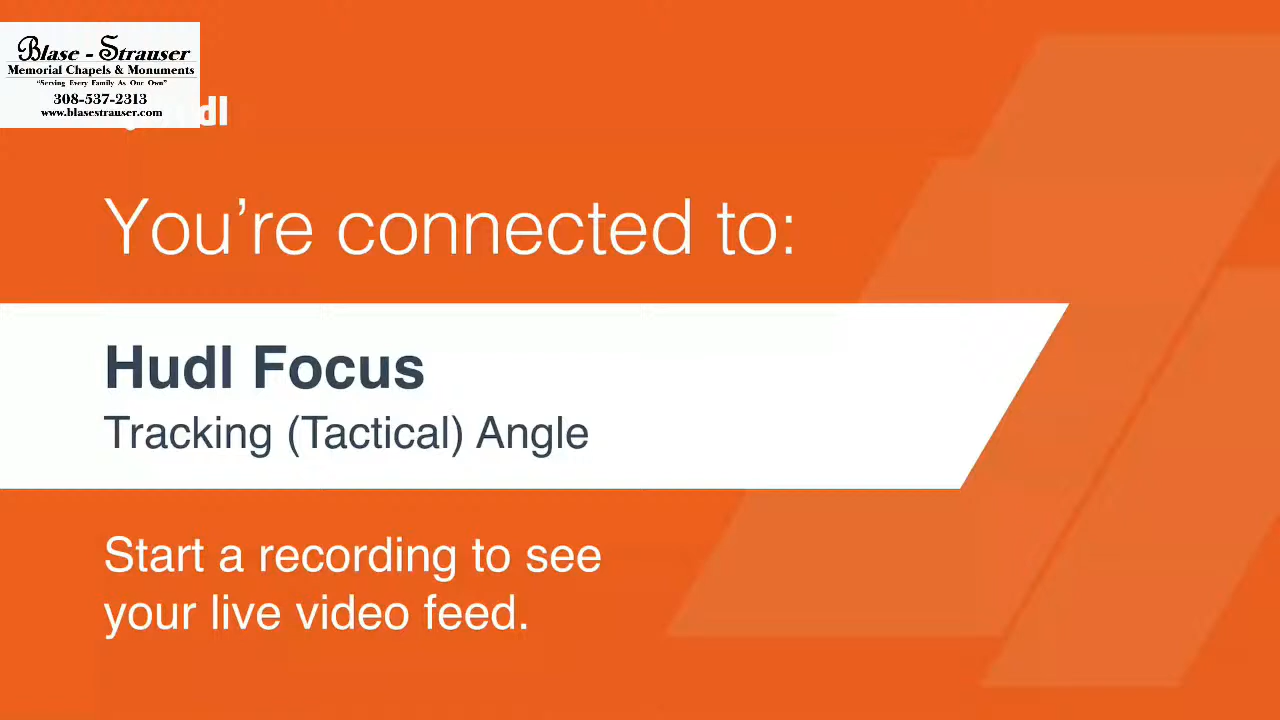 Blase - Strauser
Memorial Chapels & Monuments
"Serving Every Family As Our Own"
308-537-2313
www.blasestrauser.com
You're connected to:
Hudl Focus
Tracking (Tactical) Angle
Start a recording to see
your live video feed.